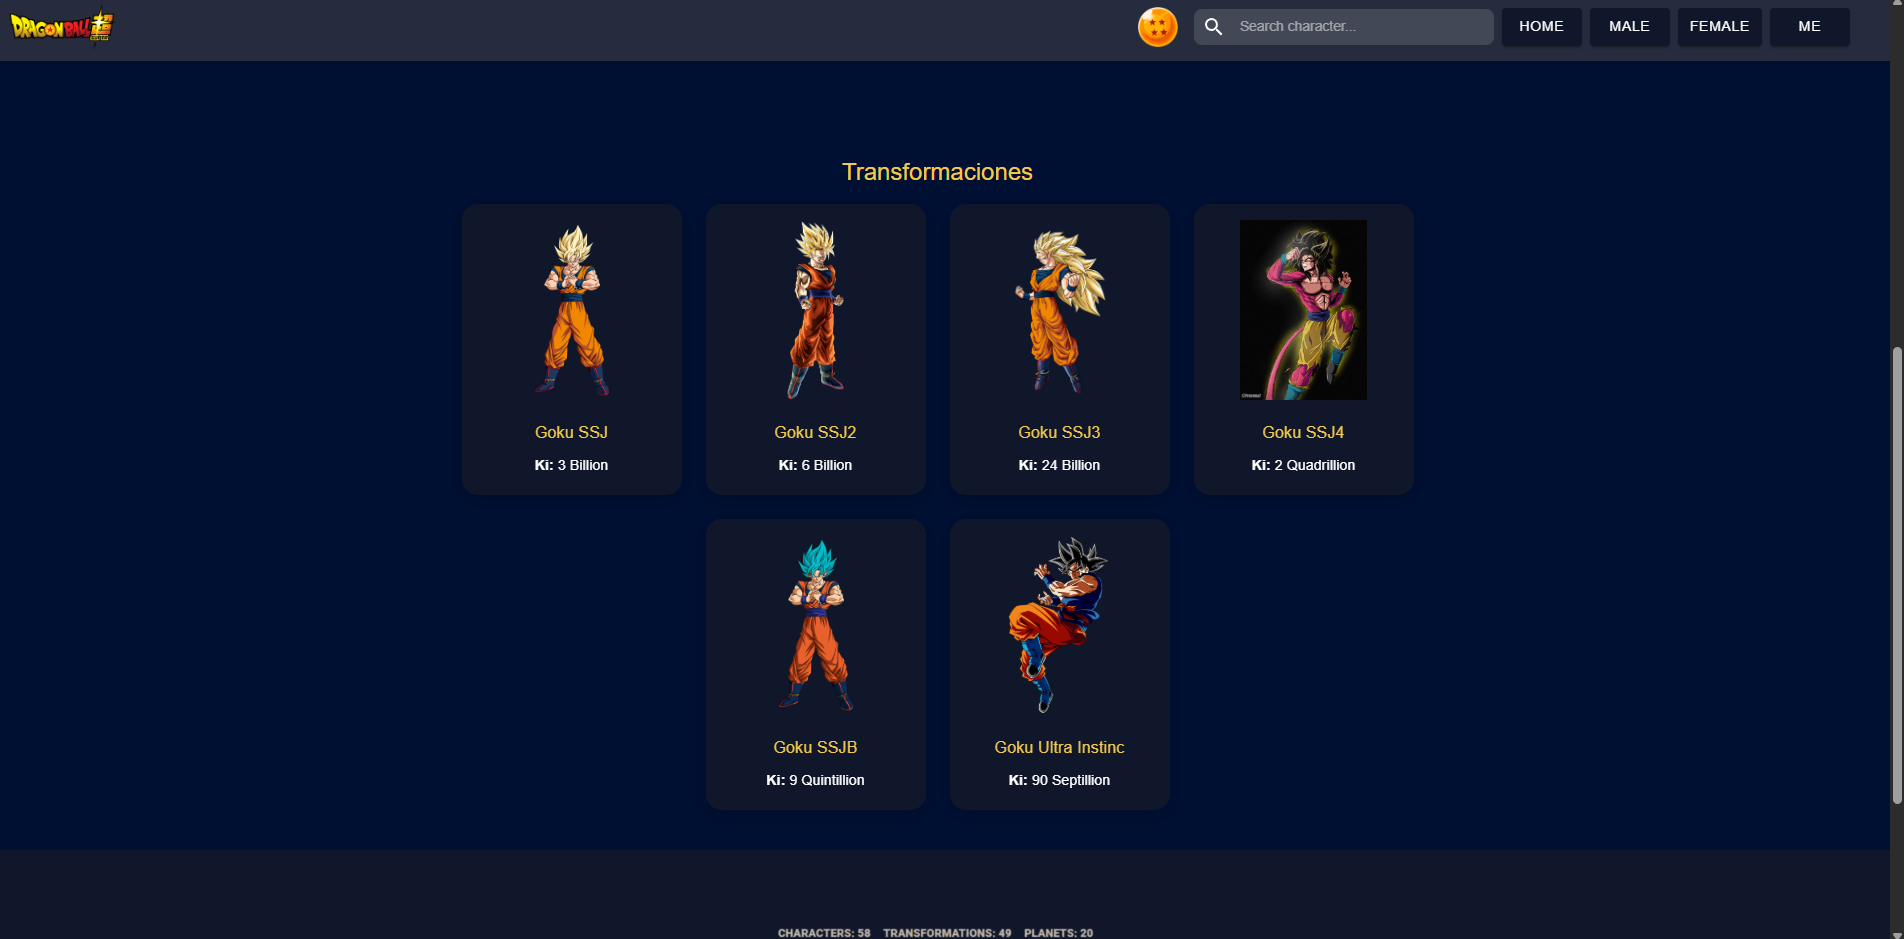 DRAGON BALL 超
Search character...
HOME
MALE
FEMALE
ME
Transformaciones
Goku SSJ
Ki: 3 Billion
Goku SSJ2
Ki: 6 Billion
Goku SSJ3
Ki: 24 Billion
Goku SSJ4
Ki: 2 Quadrillion
Goku SSJB
Ki: 9 Quintillion
Goku Ultra Instinc
Ki: 90 Septillion
CHARACTERS: 58 TRANSFORMATIONS: 49 PLANETS: 20